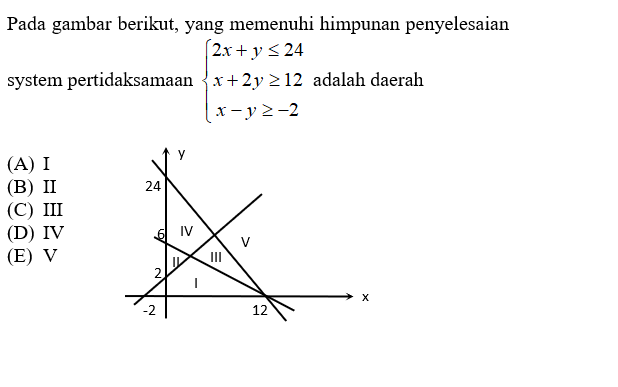 Pada gambar berikut, yang memenuhi himpunan penyelesaian
2x + y ≤ 24
system pertidaksamaan { x + 2y ≥ 12 adalah daerah
x − y ≥ −2
(A) I
(B) II
(C) III
(D) IV
(E) V
y
24
6
IV
V
II
III
2
I
x
-2
12